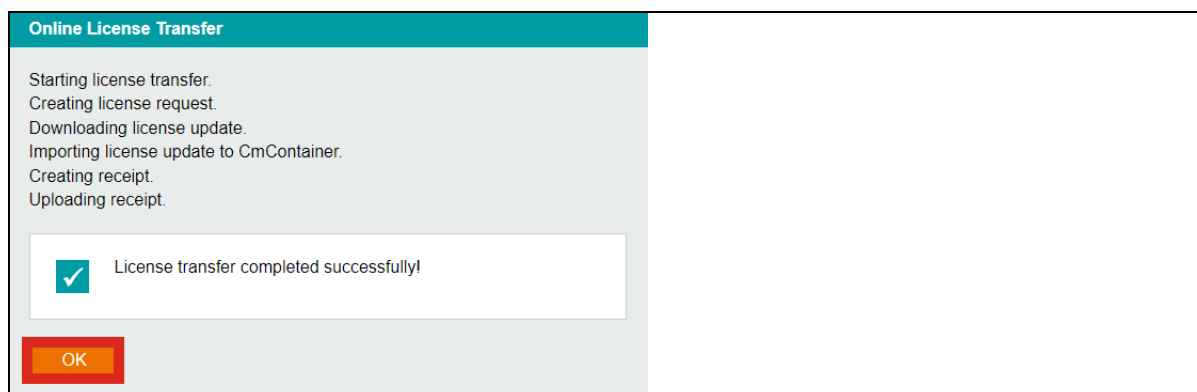 Online License Transfer
Starting license transfer.
Creating license request.
Downloading license update.
Importing license update to CmContainer.
Creating receipt.
Uploading receipt.
License transfer completed successfully!
OK